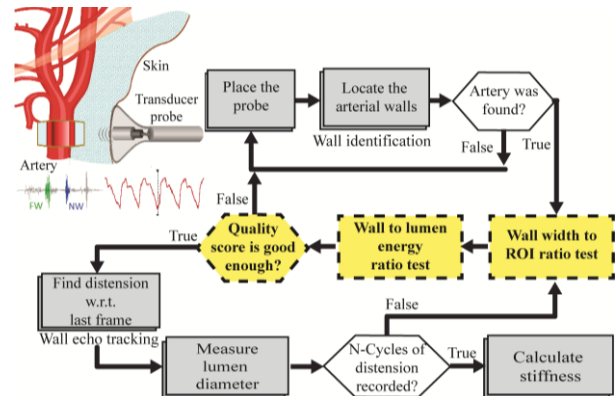 Skin
Transducer
probe
Artery
FW
NW
Place the
probe
Locate the
arterial walls
Wall identification
Artery was
found?
False
True
False
Quality
score is good
enough?
Wall to lumen
energy
ratio test
Wall width to
ROI ratio test
True
Find distension
w.r.t.
last frame
Wall echo tracking
False
Measure
lumen
diameter
N-Cycles of
distension
recorded?
True
Calculate
stiffness